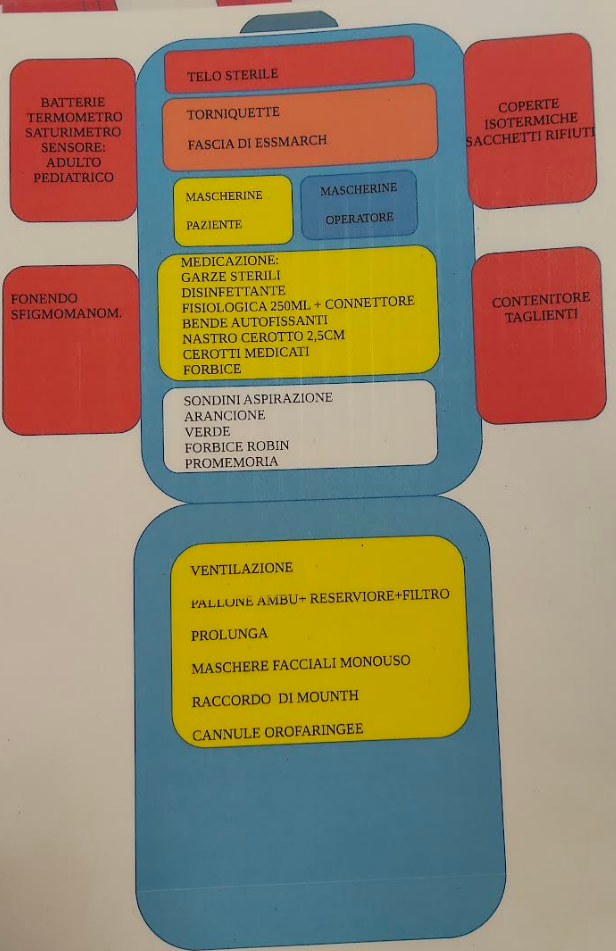 TELO STERILE
BATTERIE
TERMOMETRO
SATURIMETRO
SENSORE:
ADULTO
PEDIATRICO
TORNIQUETTE
FASCIA DI ESSMARCH
COPERTE
ISOTERMICHE
SACCHETTI RIFIUTI
MASCHERINE
PAZIENTE
MASCHERINE
OPERATORE
FONENDO
SFIGMOMANOM.
MEDICAZIONE:
GARZE STERILI
DISINFETTANTE
FISIOLOGICA 250ML + CONNETTORE
BENDE AUTOFISSANTI
NASTRO CEROTTO 2,5CM
CEROTTI MEDICATI
FORBICE
CONTENITORE
TAGLIENTI
SONDINI ASPIRAZIONE
ARANCIONE
VERDE
FORBICE ROBIN
PROMEMORIA
VENTILAZIONE
PALLONE AMBU+ RESERVIORE+FILTRO
PROLUNGA
MASCHERE FACCIALI MONOUSO
RACCORDO DI MOUNTH
CANNULE OROFARINGEE